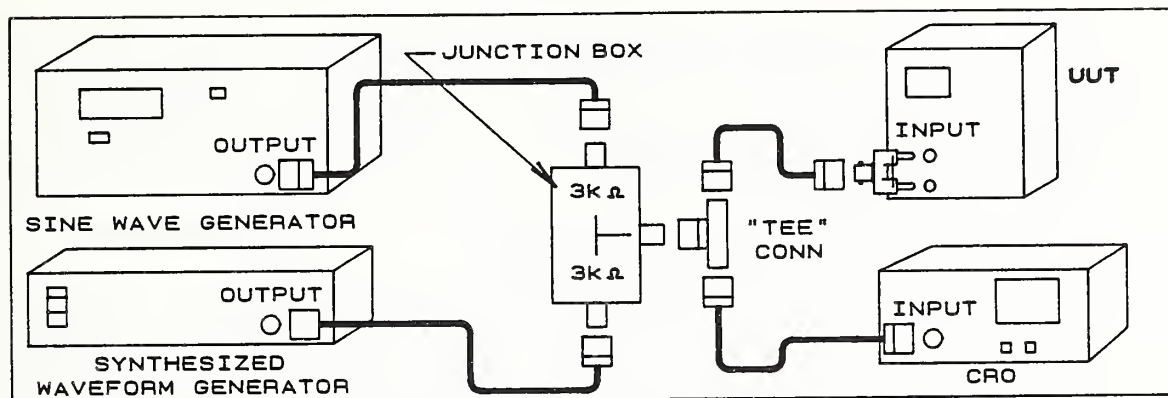 JUNCTION BOX
OUTPUT
SINE WAVE GENERATOR
3K Ω
3K Ω
"TEE"
CONN
UUT
INPUT
OUTPUT
SYNTHESIZED
WAVEFORM GENERATOR
INPUT
CRO